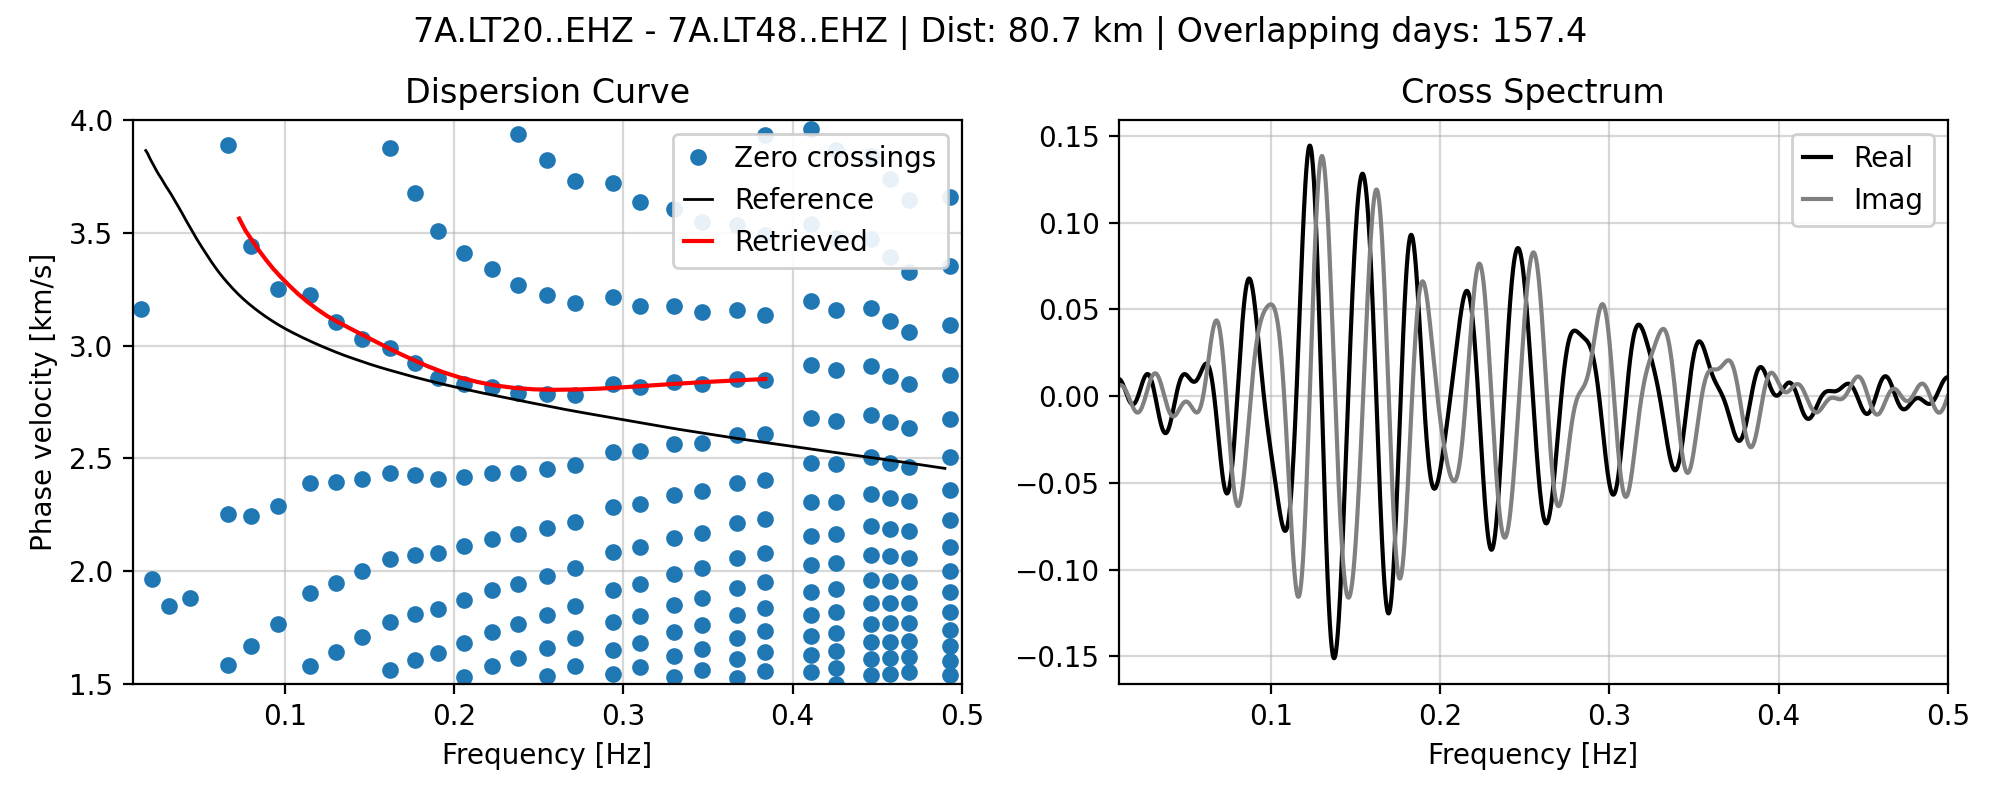 7A.LT20..EHZ - 7A.LT48..EHZ | Dist: 80.7 km | Overlapping days: 157.4
Dispersion Curve
Phase velocity [km/s]
4.0
3.5
3.0
2.5
2.0
1.5
0.1
0.2
0.3
0.4
0.5
Frequency [Hz]
Zero crossings
Reference
Retrieved
Cross Spectrum
0.15
0.10
0.05
0.00
−0.05
−0.10
−0.15
0.1
0.2
0.3
0.4
0.5
Frequency [Hz]
Real
Imag